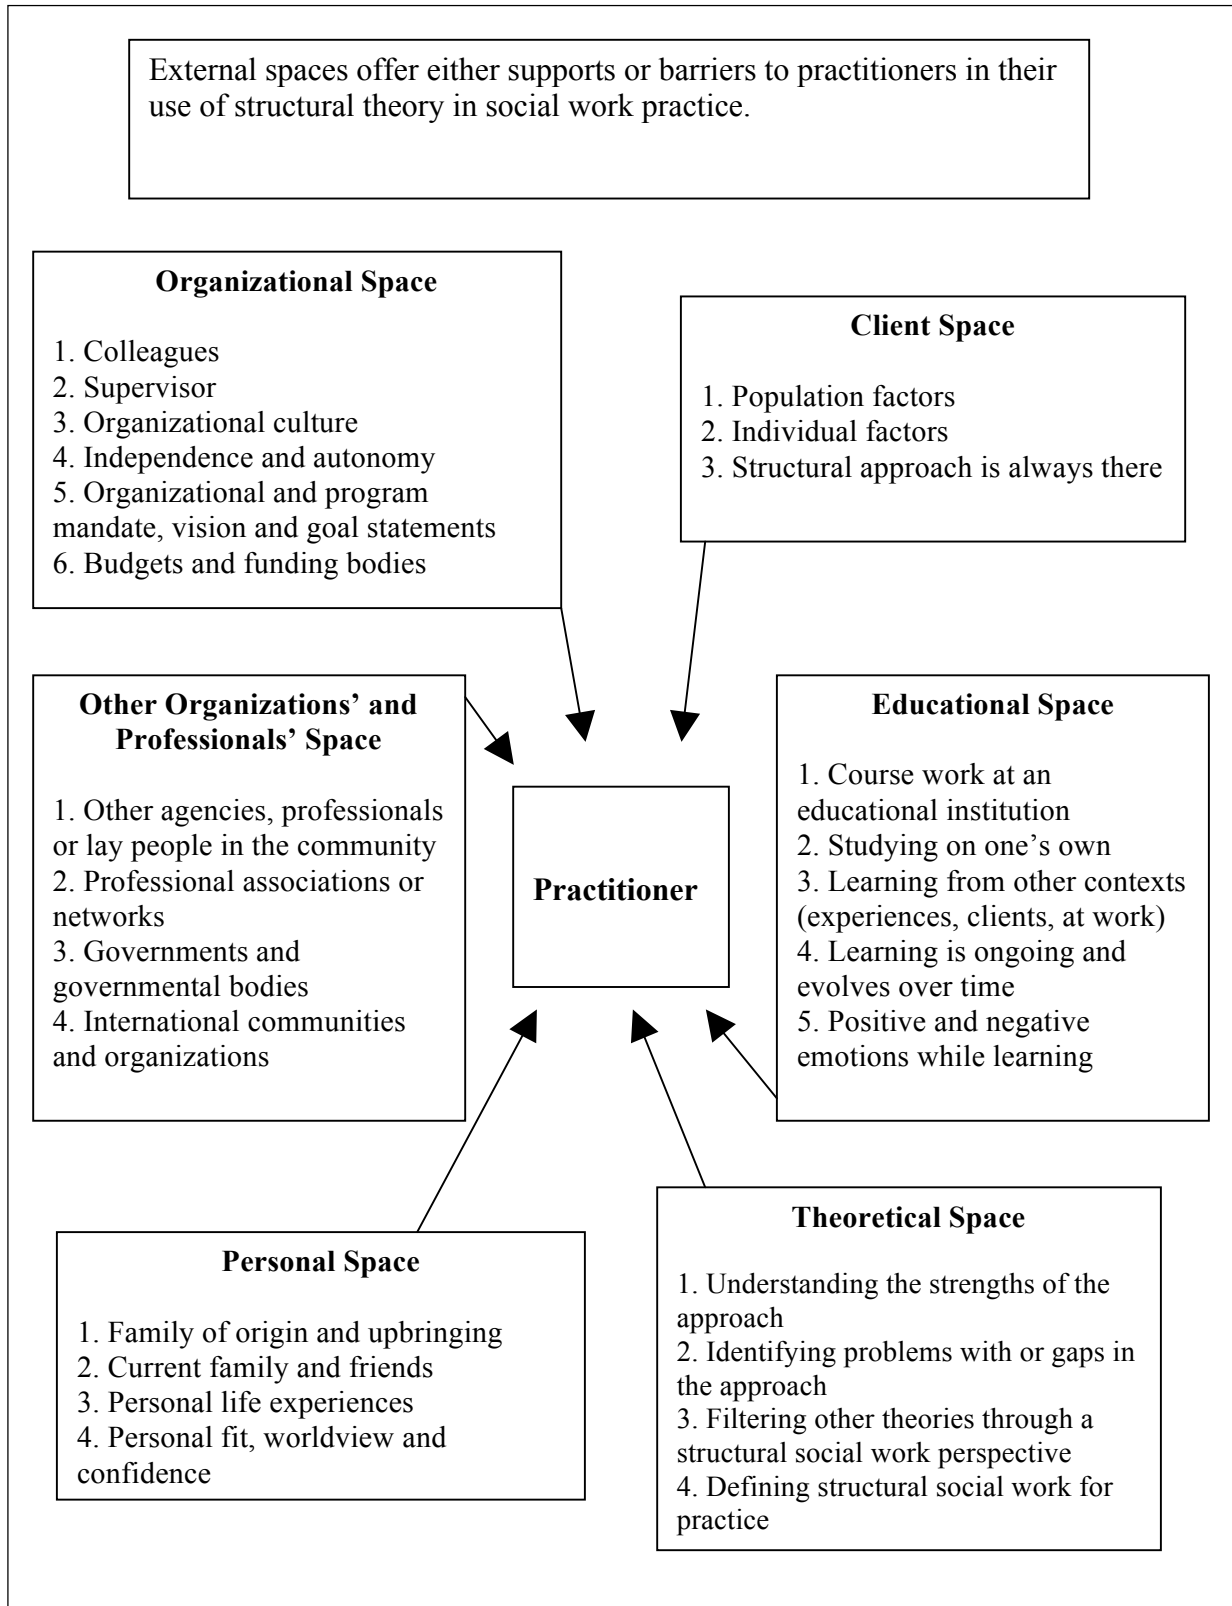 External spaces offer either supports or barriers to practitioners in their
use of structural theory in social work practice.
Organizational Space
1. Colleagues
2. Supervisor
3. Organizational culture
4. Independence and autonomy
5. Organizational and program
mandate, vision and goal statements
6. Budgets and funding bodies
Client Space
1. Population factors
2. Individual factors
3. Structural approach is always there
Other Organizations’ and
Professionals’ Space
1. Other agencies, professionals
or lay people in the community
2. Professional associations or
networks
3. Governments and
governmental bodies
4. International communities
and organizations
Practitioner
Educational Space
1. Course work at an
educational institution
2. Studying on one’s own
3. Learning from other contexts
(experiences, clients, at work)
4. Learning is ongoing and
evolves over time
5. Positive and negative
emotions while learning
Personal Space
1. Family of origin and upbringing
2. Current family and friends
3. Personal life experiences
4. Personal fit, worldview and
confidence
Theoretical Space
1. Understanding the strengths of the
approach
2. Identifying problems with or gaps in
the approach
3. Filtering other theories through a
structural social work perspective
4. Defining structural social work for
practice